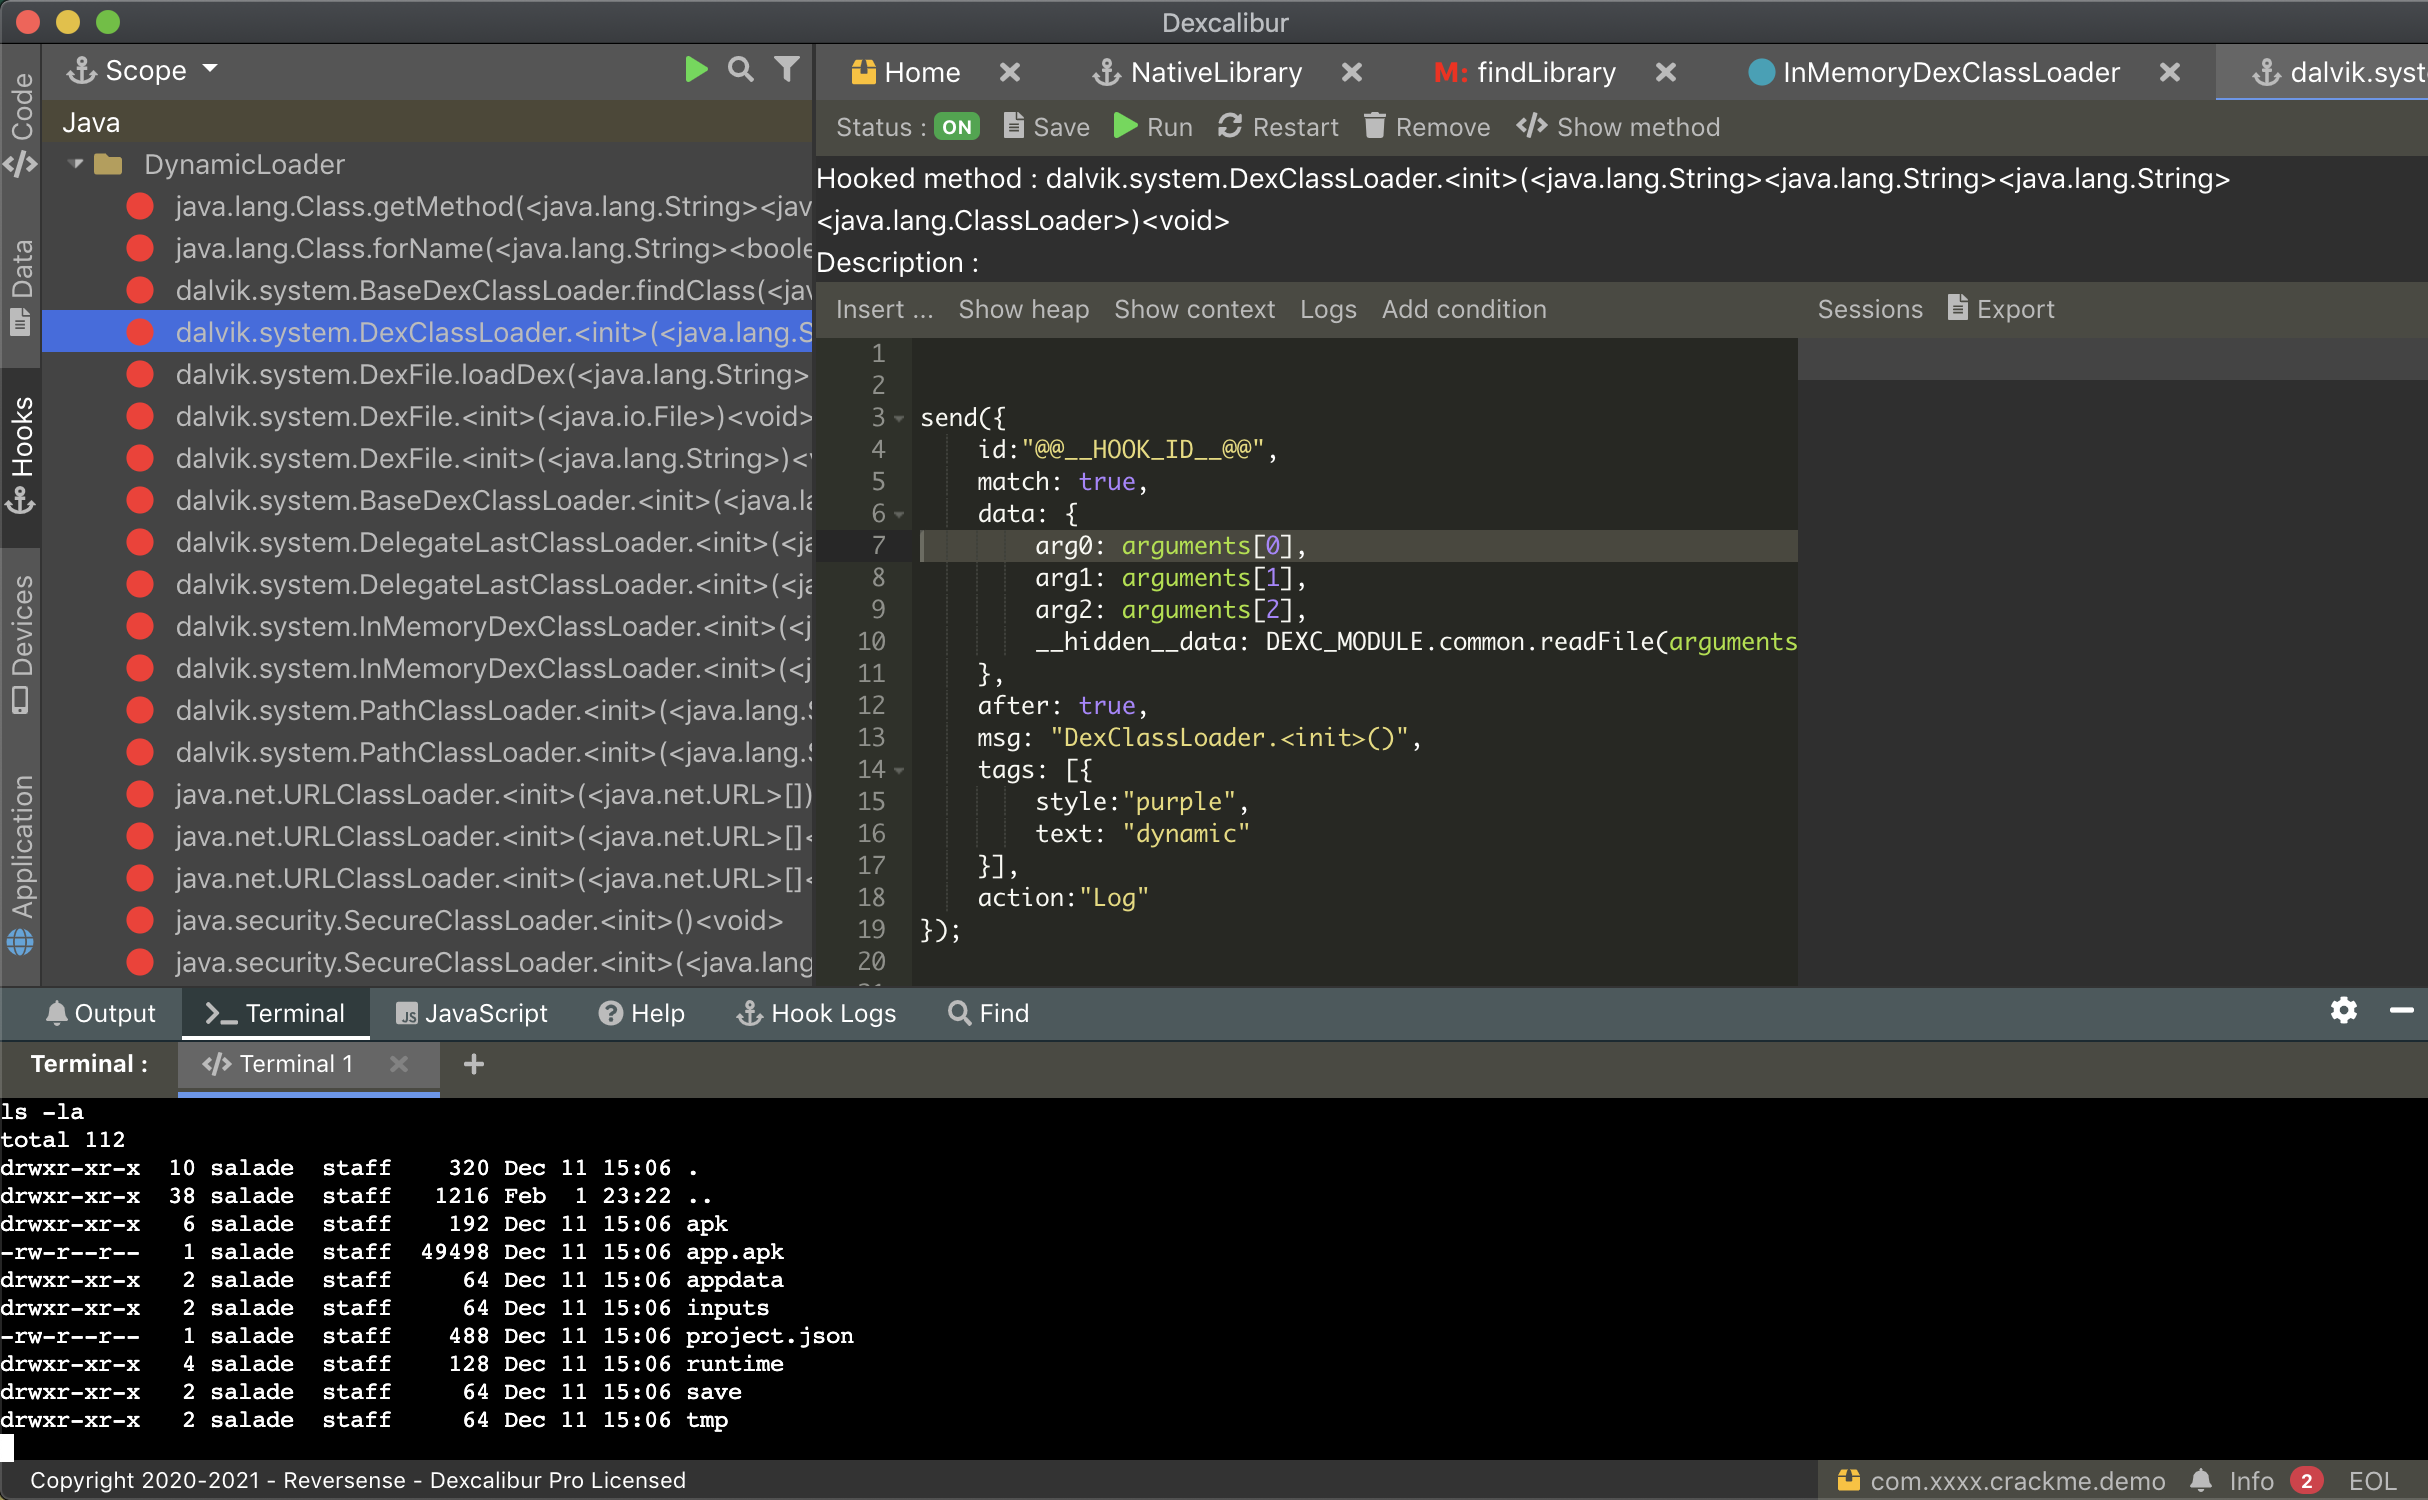 Dexcalibur
Code
Data
Hooks
Devices
Application
Scope
Java
DynamicLoader
java.lang.Class.getMethod(<java.lang.String><jav
java.lang.Class.forName(<java.lang.String><boole
dalvik.system.BaseDexClassLoader.findClass(<jav
dalvik.system.DexClassLoader.<init>(<java.lang.S
dalvik.system.DexFile.loadDex(<java.lang.String>
dalvik.system.DexFile.<init>(<java.io.File>)<void>
dalvik.system.DexFile.<init>(<java.lang.String>)<v
dalvik.system.BaseDexClassLoader.<init>(<java.la
dalvik.system.DelegateLastClassLoader.<init>(<ja
dalvik.system.DelegateLastClassLoader.<init>(<ja
dalvik.system.InMemoryDexClassLoader.<init>(<j
dalvik.system.InMemoryDexClassLoader.<init>(<j
dalvik.system.PathClassLoader.<init>(<java.lang.S
dalvik.system.PathClassLoader.<init>(<java.lang.S
java.net.URLClassLoader.<init>(<java.net.URL>[])
java.net.URLClassLoader.<init>(<java.net.URL>[]<
java.net.URLClassLoader.<init>(<java.net.URL>[]<
java.security.SecureClassLoader.<init>()<void>
java.security.SecureClassLoader.<init>(<java.lang
Home NativeLibrary M: findLibrary InMemoryDexClassLoader dalvik.syst
Status : ON Save Run Restart Remove Show method
Hooked method : dalvik.system.DexClassLoader.<init>(<java.lang.String><java.lang.String><java.lang.String>
<java.lang.ClassLoader>)<void>
Description :
Insert ... Show heap Show context Logs Add condition Sessions Export
1
2
3 send({
4 id:"@@__HOOK_ID__@@",
5 match: true,
6 data: {
7 arg0: arguments[0],
8 arg1: arguments[1],
9 arg2: arguments[2],
10 __hidden__data: DEXC_MODULE.common.readFile(arguments
11 },
12 after: true,
13 msg: "DexClassLoader.<init>()",
14 tags: [{
15 style:"purple",
16 text: "dynamic"
17 }],
18 action:"Log"
19 });
20
Output Terminal JS JavaScript Help Hook Logs Find
Terminal : </> Terminal 1 +
ls -la
total 112
drwxr-xr-x 10 salade staff 320 Dec 11 15:06 .
drwxr-xr-x 38 salade staff 1216 Feb 1 23:22 ..
drwxr-xr-x 6 salade staff 192 Dec 11 15:06 apk
-rw-r--r-- 1 salade staff 49498 Dec 11 15:06 app.apk
drwxr-xr-x 2 salade staff 64 Dec 11 15:06 appdata
drwxr-xr-x 2 salade staff 64 Dec 11 15:06 inputs
-rw-r--r-- 1 salade staff 488 Dec 11 15:06 project.json
drwxr-xr-x 4 salade staff 128 Dec 11 15:06 runtime
drwxr-xr-x 2 salade staff 64 Dec 11 15:06 save
drwxr-xr-x 2 salade staff 64 Dec 11 15:06 tmp
Copyright 2020-2021 - Reversense - Dexcalibur Pro Licensed com.xxxx.crackme.demo Info 2 EOL